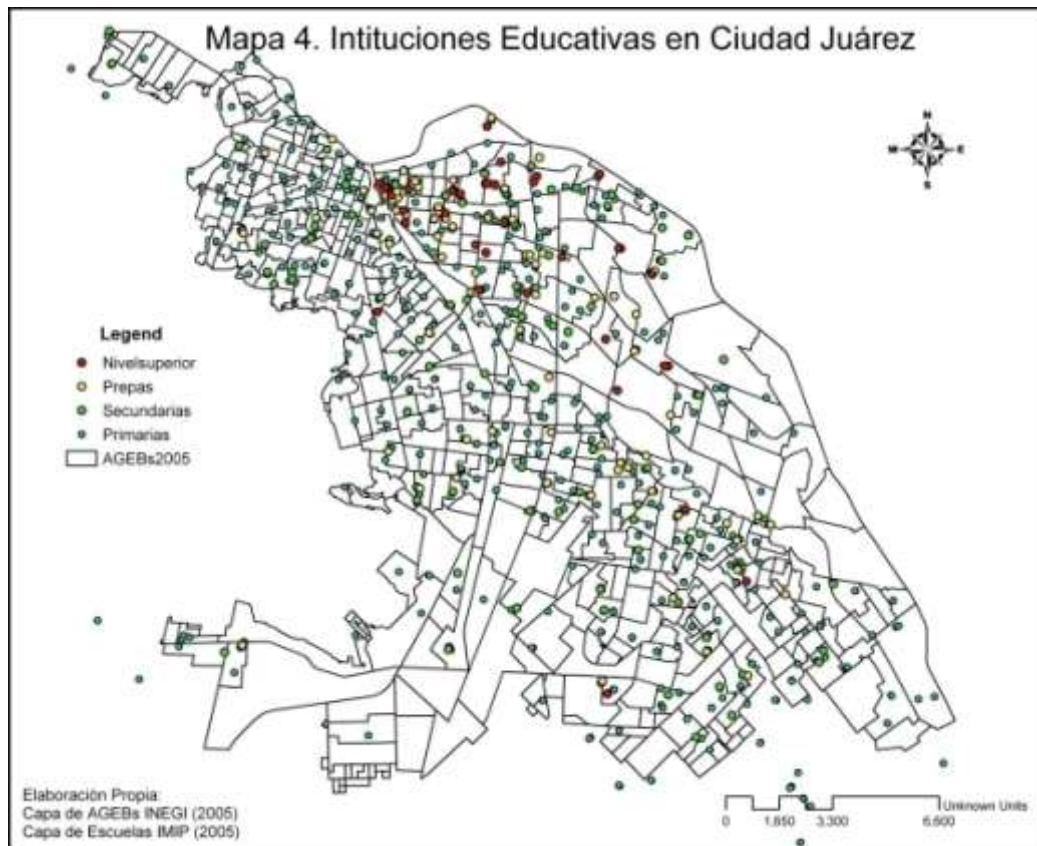 Mapa 4. Intituciones Educativas en Ciudad Juárez
N
W E
S
Legend
Nivelsuperior
Prepas
Secundarias
Primarias
AGEBs2005
Elaboración Propia:
Capa de AGEBs INEGI (2005)
Capa de Escuelas IMIP (2005)
Unknown Units
0 1,650 3,300 6,600